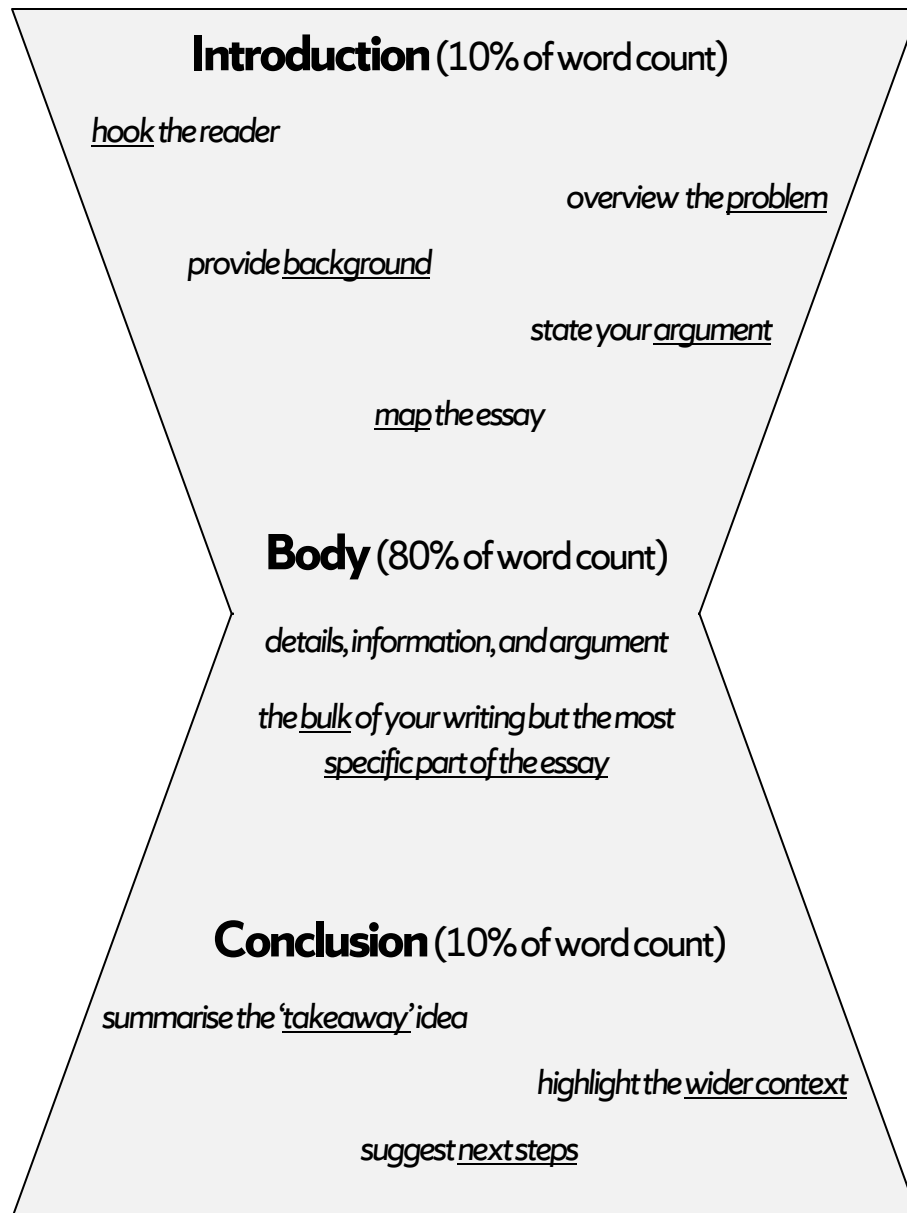 Introduction (10% of word count)
hook the reader
overview the problem
provide background
state your argument
map the essay
Body (80% of word count)
details, information, and argument
the bulk of your writing but the most
specific part of the essay
Conclusion (10% of word count)
summarise the ‘takeaway’ idea
highlight the wider context
suggest next steps